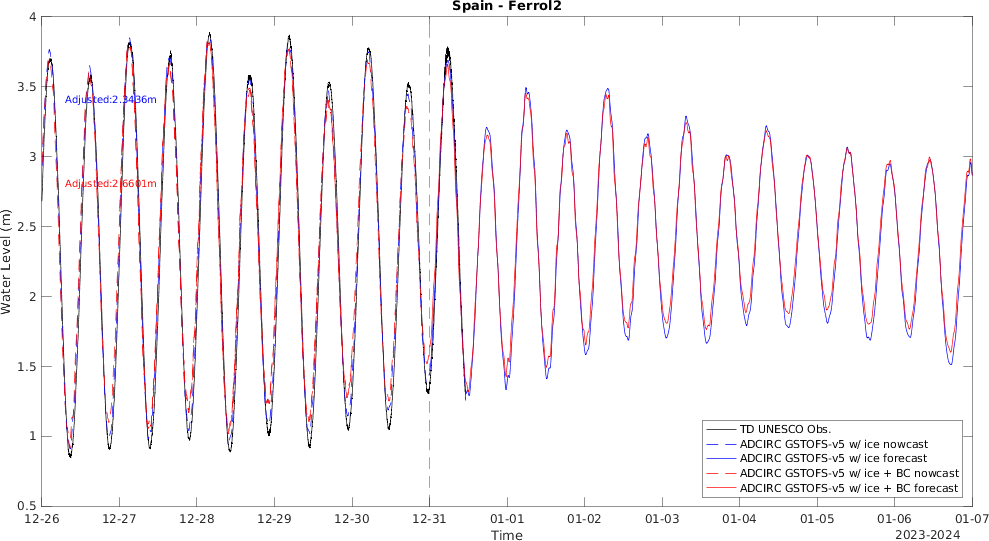 Spain - Ferrol2
4
3.5
3
2.5
2
1.5
1
0.5
Water Level (m)
Adjusted:2.3436m
Adjusted:2.6601m
TD UNESCO Obs.
ADCIRC GSTOFS-v5 w/ ice nowcast
ADCIRC GSTOFS-v5 w/ ice forecast
ADCIRC GSTOFS-v5 w/ ice + BC nowcast
ADCIRC GSTOFS-v5 w/ ice + BC forecast
12-26 12-27 12-28 12-29 12-30 12-31 01-01 01-02 01-03 01-04 01-05 01-06 01-07
Time
2023-2024